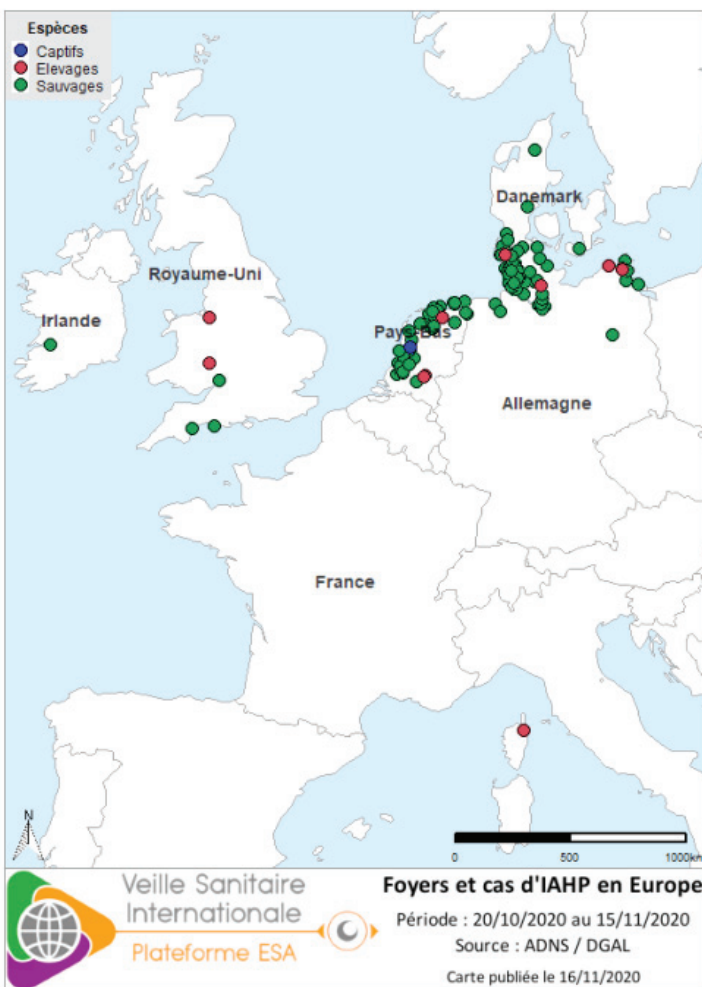 Espèces
Captifs
Elevages
Sauvages
Danemark
Royaume-Uni
Irlande
Pays-Bas
Allemagne
France
N
0 500 1000km
Veille Sanitaire
Internationale
Plateforme ESA
Foyers et cas d'IAHP en Europe
Période : 20/10/2020 au 15/11/2020
Source : ADNS / DGAL
Carte publiée le 16/11/2020